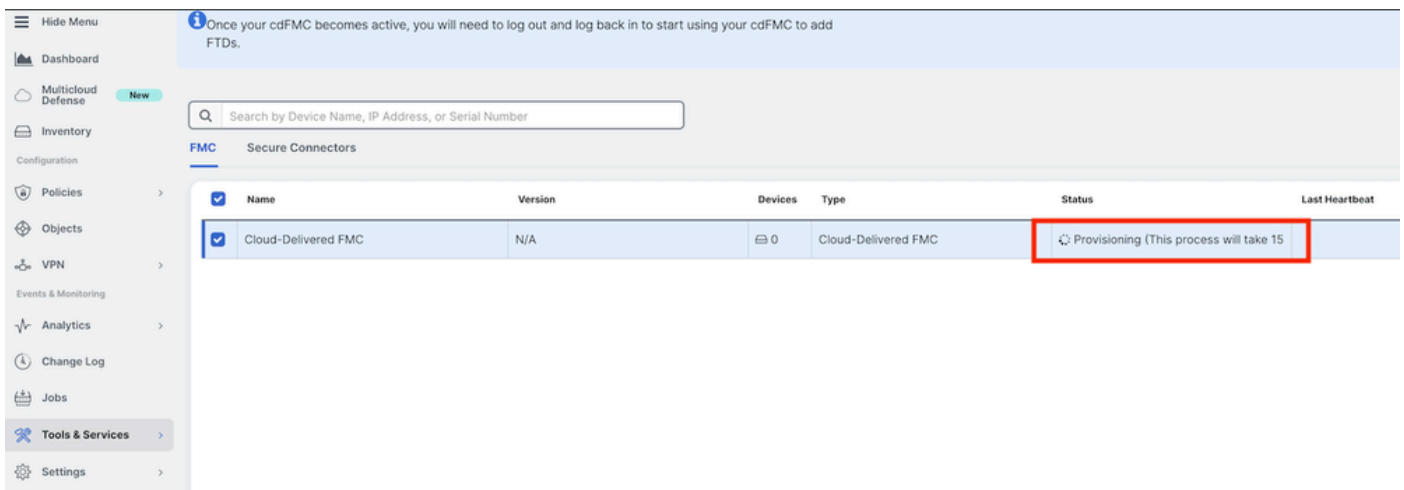 Hide Menu
Once your cdFMC becomes active, you will need to log out and log back in to start using your cdFMC to add
FTDs.
Dashboard
Multicloud
Defense
New
Inventory
Search by Device Name, IP Address, or Serial Number
FMC Secure Connectors
Configuration
Policies
Objects
VPN
Events & Monitoring
Analytics
Change Log
Jobs
Tools & Services
Settings
Name Version Devices Type Status Last Heartbeat
Cloud-Delivered FMC N/A 0 Cloud-Delivered FMC Provisioning (This process will take 15